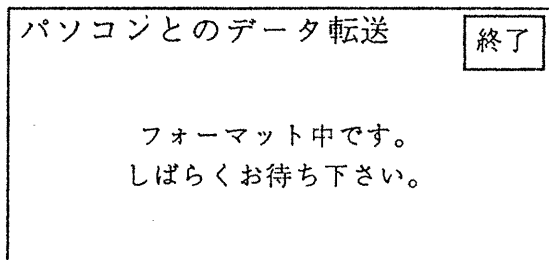 パソコンとのデータ転送
終了
フォーマット中です。
しばらくお待ち下さい。